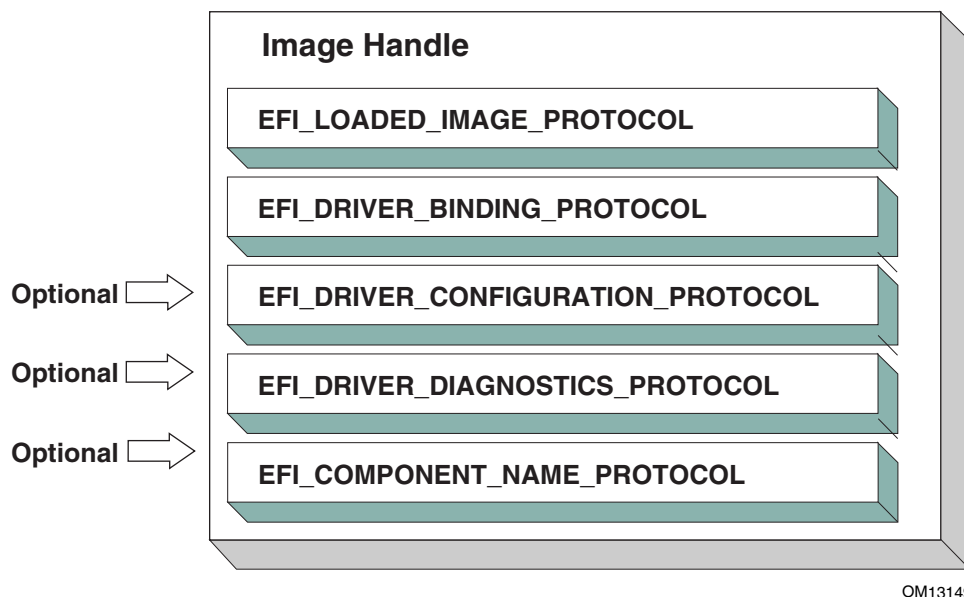 Image Handle
EFI_LOADED_IMAGE_PROTOCOL
EFI_DRIVER_BINDING_PROTOCOL
Optional EFI_DRIVER_CONFIGURATION_PROTOCOL
Optional EFI_DRIVER_DIAGNOSTICS_PROTOCOL
Optional EFI_COMPONENT_NAME_PROTOCOL